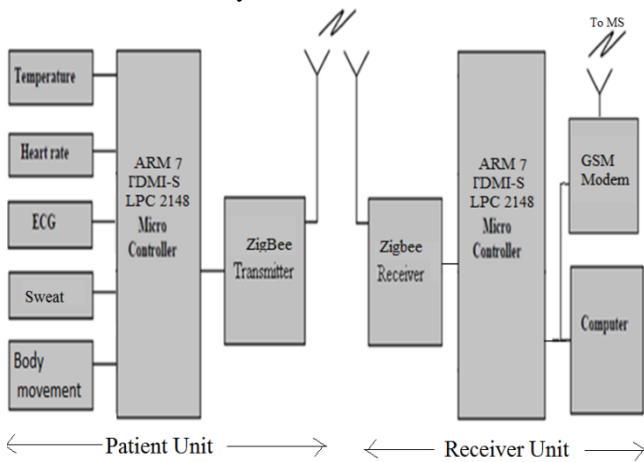 Temperature
Heart rate
ECG
Sweat
Body
movement
ARM 7
TDMI-S
LPC 2148
Micro
Controller
ZigBee
Transmitter
Zigbee
Receiver
ARM 7
TDMI-S
LPC 2148
Micro
Controller
To MS
GSM
Modem
Computer
Patient Unit
Receiver Unit